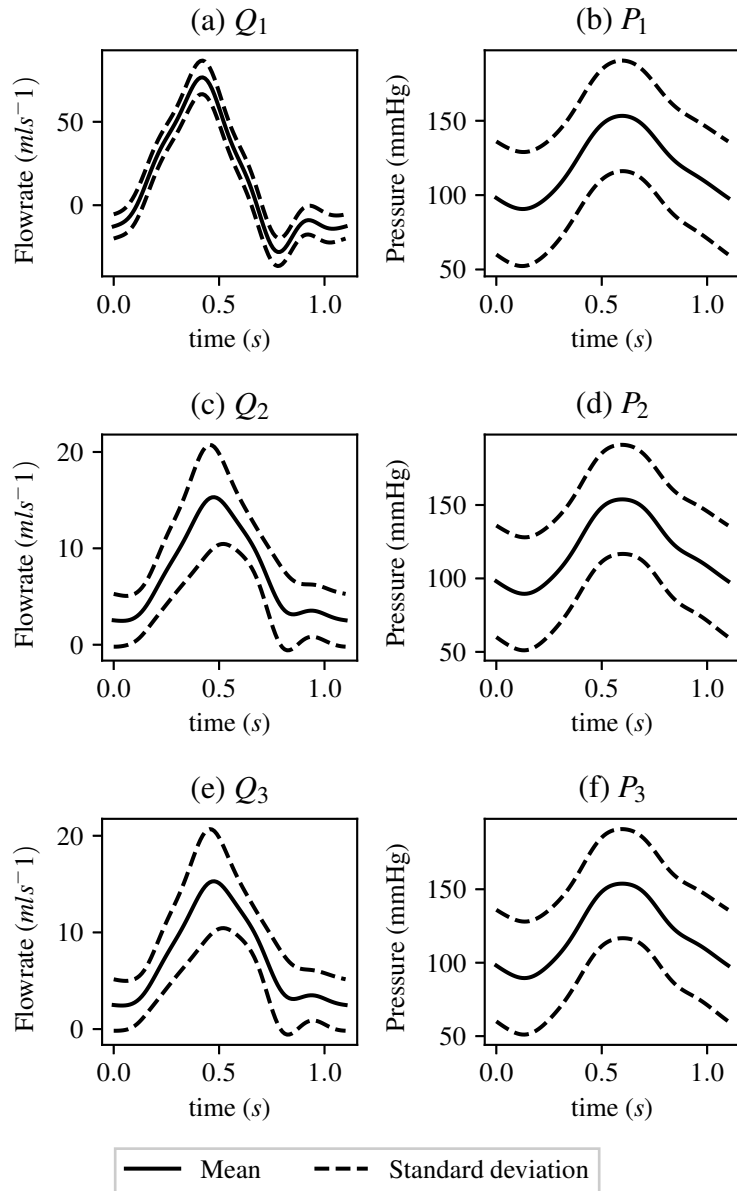 (a) Q1
Flowrate (mls−1)
50
0
0.0 0.5 1.0
time (s)
(b) P1
Pressure (mmHg)
150
100
50
0.0 0.5 1.0
time (s)
(c) Q2
Flowrate (mls−1)
20
10
0
0.0 0.5 1.0
time (s)
(d) P2
Pressure (mmHg)
150
100
50
0.0 0.5 1.0
time (s)
(e) Q3
Flowrate (mls−1)
20
10
0
0.0 0.5 1.0
time (s)
(f) P3
Pressure (mmHg)
150
100
50
0.0 0.5 1.0
time (s)
Mean Standard deviation